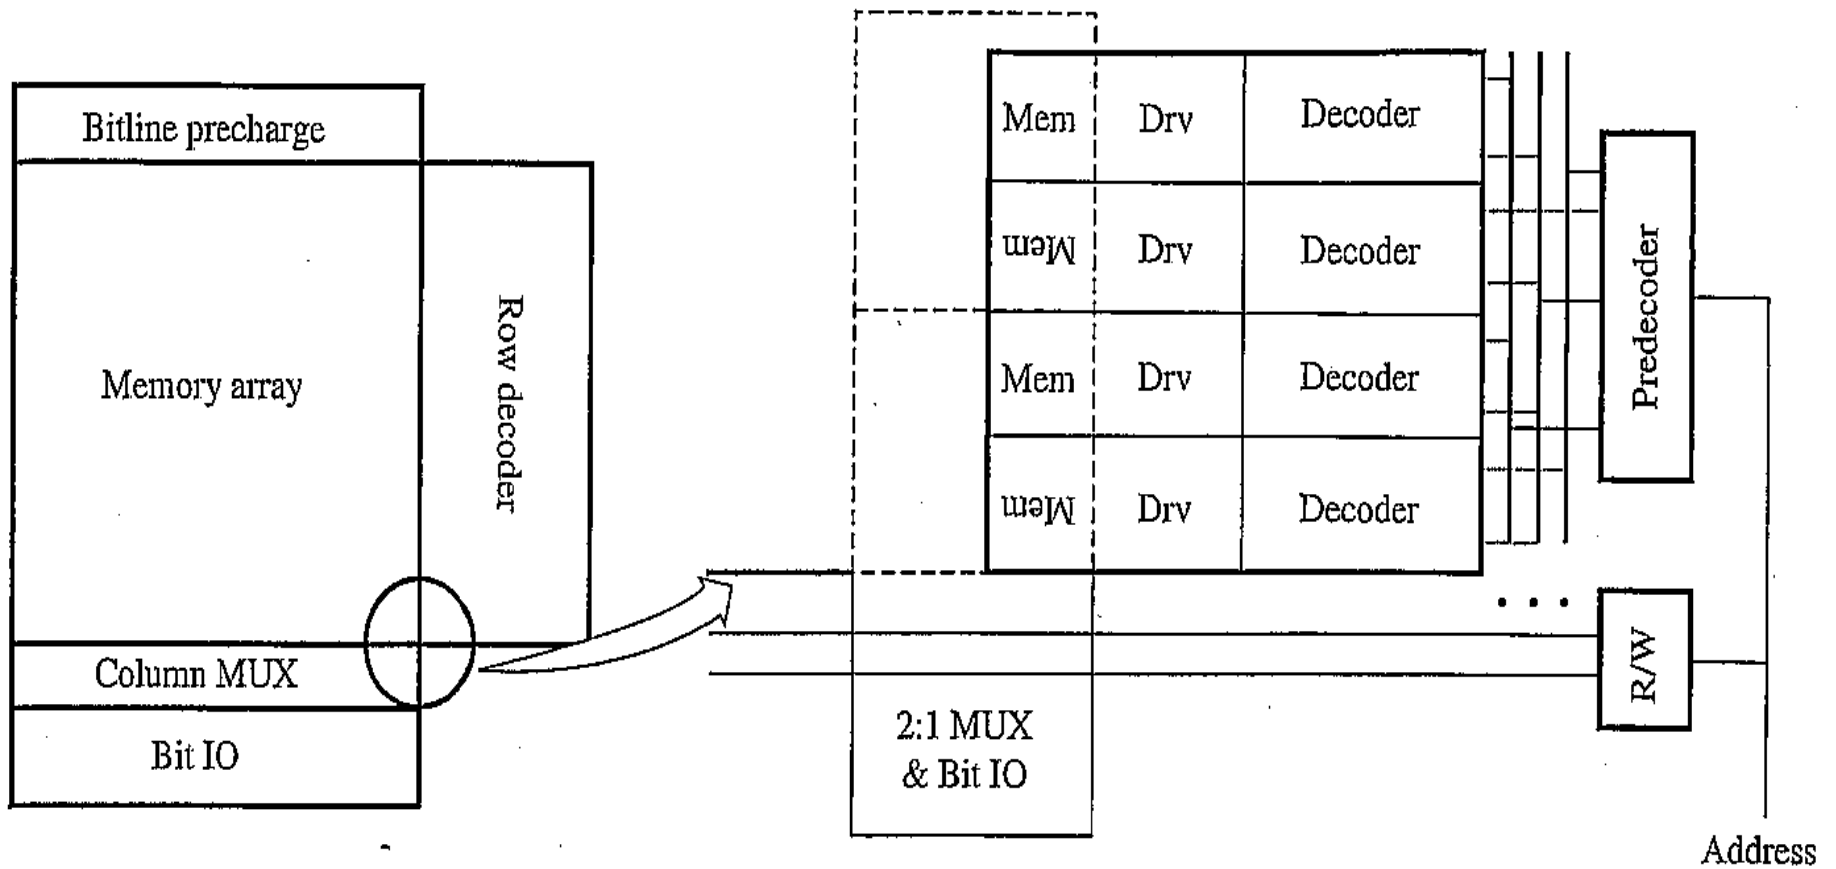 Bitline precharge
Memory array
Row decoder
Column MUX
Bit IO
Mem Drv Decoder
Mem Drv Decoder
Mem Drv Decoder
Mem Drv Decoder
Predecoder
. . .
R/W
2:1 MUX
& Bit IO
Address